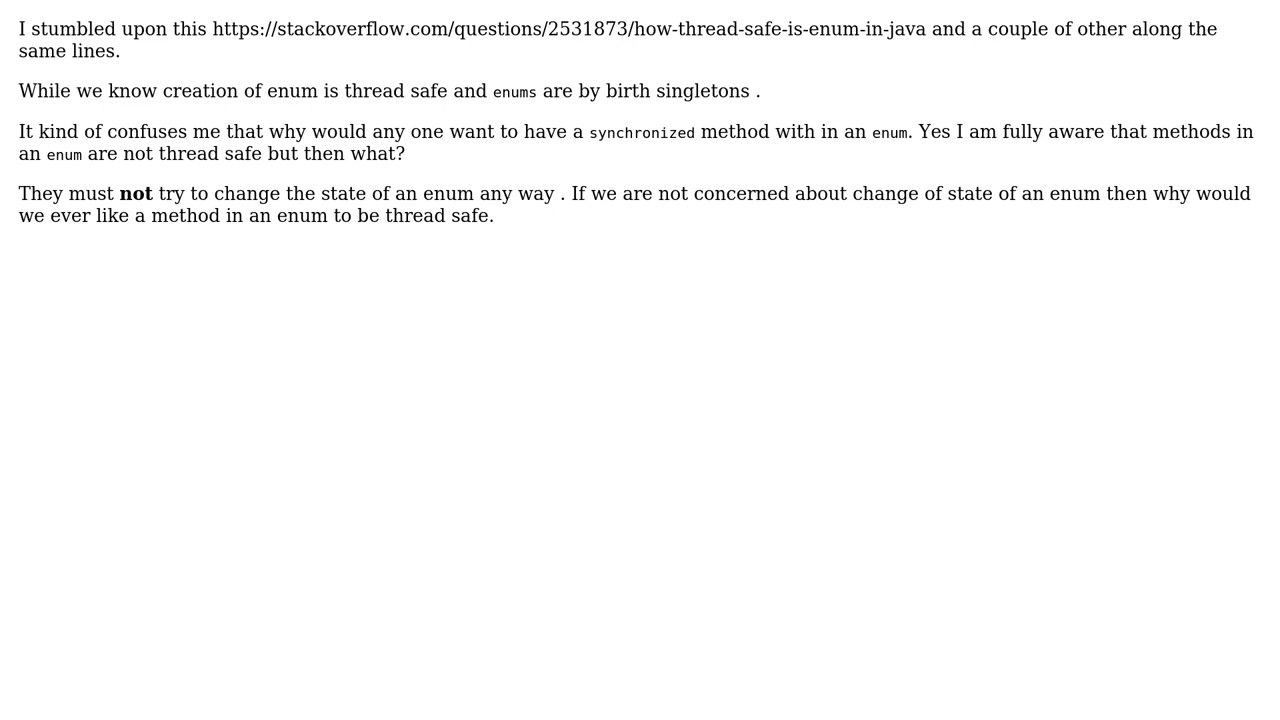 I stumbled upon this https://stackoverflow.com/questions/2531873/how-thread-safe-is-enum-in-java and a couple of other along the
same lines.
While we know creation of enum is thread safe and enums are by birth singletons .
It kind of confuses me that why would any one want to have a synchronized method with in an enum. Yes I am fully aware that methods in
an enum are not thread safe but then what?
They must not try to change the state of an enum any way . If we are not concerned about change of state of an enum then why would
we ever like a method in an enum to be thread safe.